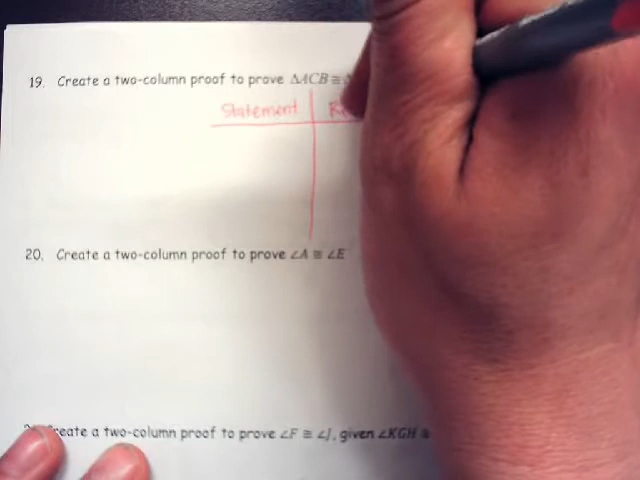 19. Create a two-column proof to prove ΔACB ≅
Statement
20. Create a two-column proof to prove ∠A ≅ ∠E
create a two-column proof to prove ∠F ≅ ∠J, given ∠KGH ≅